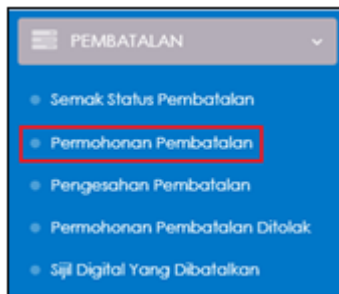 PEMBATALAN
Semak Status Pembatalan
Permohonan Pembatalan
Pengesahan Pembatalan
Permohonan Pembatalan Ditolak
Sijil Digital Yang Dibatalkan